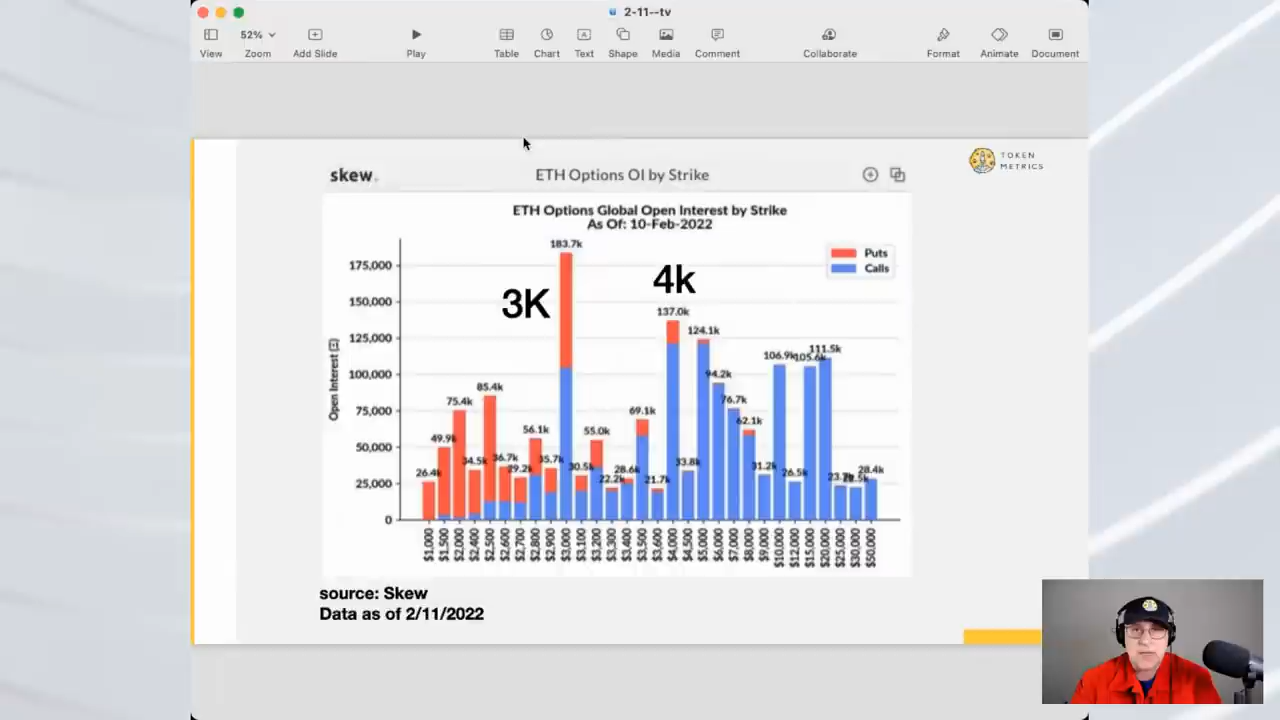 2-11--tv
52%
View
Zoom
Add Slide
Play
Table
Chart
Text
Shape
Media
Comment
Collaborate
Format
Animate
Document
TOKEN
METRICS
skew.
ETH Options OI by Strike
ETH Options Global Open Interest by Strike
As Of: 10-Feb-2022
Puts
Calls
3K
4k
Open Interest (Ξ)
175,000
150,000
125,000
100,000
75,000
50,000
25,000
0
26.4k
49.9k
75.4k
34.5k
85.4k
36.7k
29.2k
56.1k
35.7k
183.7k
30.5k
55.0k
22.2k
28.6k
69.1k
21.7k
137.0k
33.8k
124.1k
94.2k
76.7k
62.1k
31.2k
106.9k
26.5k
105.6k
111.5k
28.4k
$1,000
$1,500
$2,000
$2,400
$2,500
$2,600
$2,700
$2,800
$2,900
$3,000
$3,100
$3,200
$3,300
$3,400
$3,500
$3,600
$4,000
$4,500
$5,000
$6,000
$7,000
$8,000
$9,000
$10,000
$12,000
$15,000
$20,000
$25,000
$30,000
$50,000
source: Skew
Data as of 2/11/2022